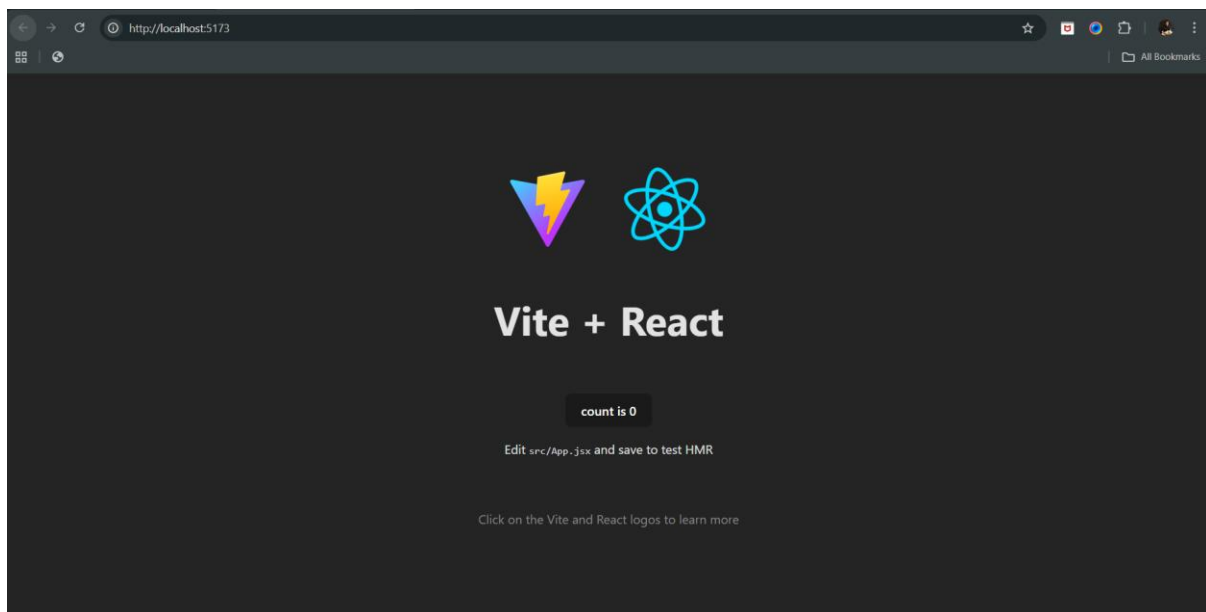 http://localhost:5173
All Bookmarks
Vite + React
count is 0
Edit src/App.jsx and save to test HMR
Click on the Vite and React logos to learn more